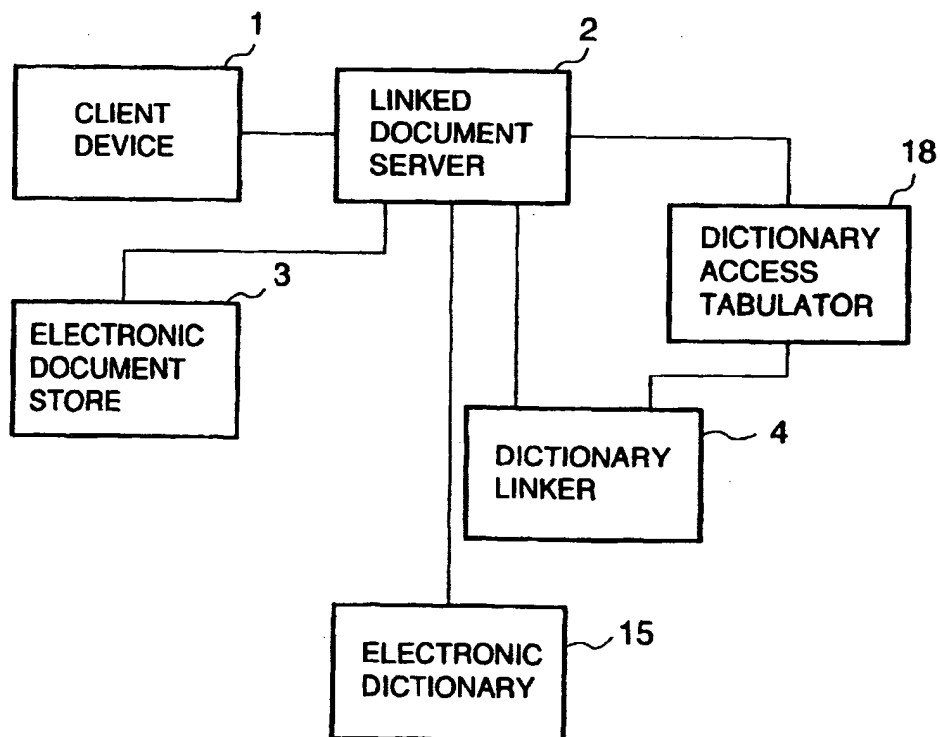 1
CLIENT
DEVICE
2
LINKED
DOCUMENT
SERVER
18
DICTIONARY
ACCESS
TABULATOR
3
ELECTRONIC
DOCUMENT
STORE
4
DICTIONARY
LINKER
15
ELECTRONIC
DICTIONARY